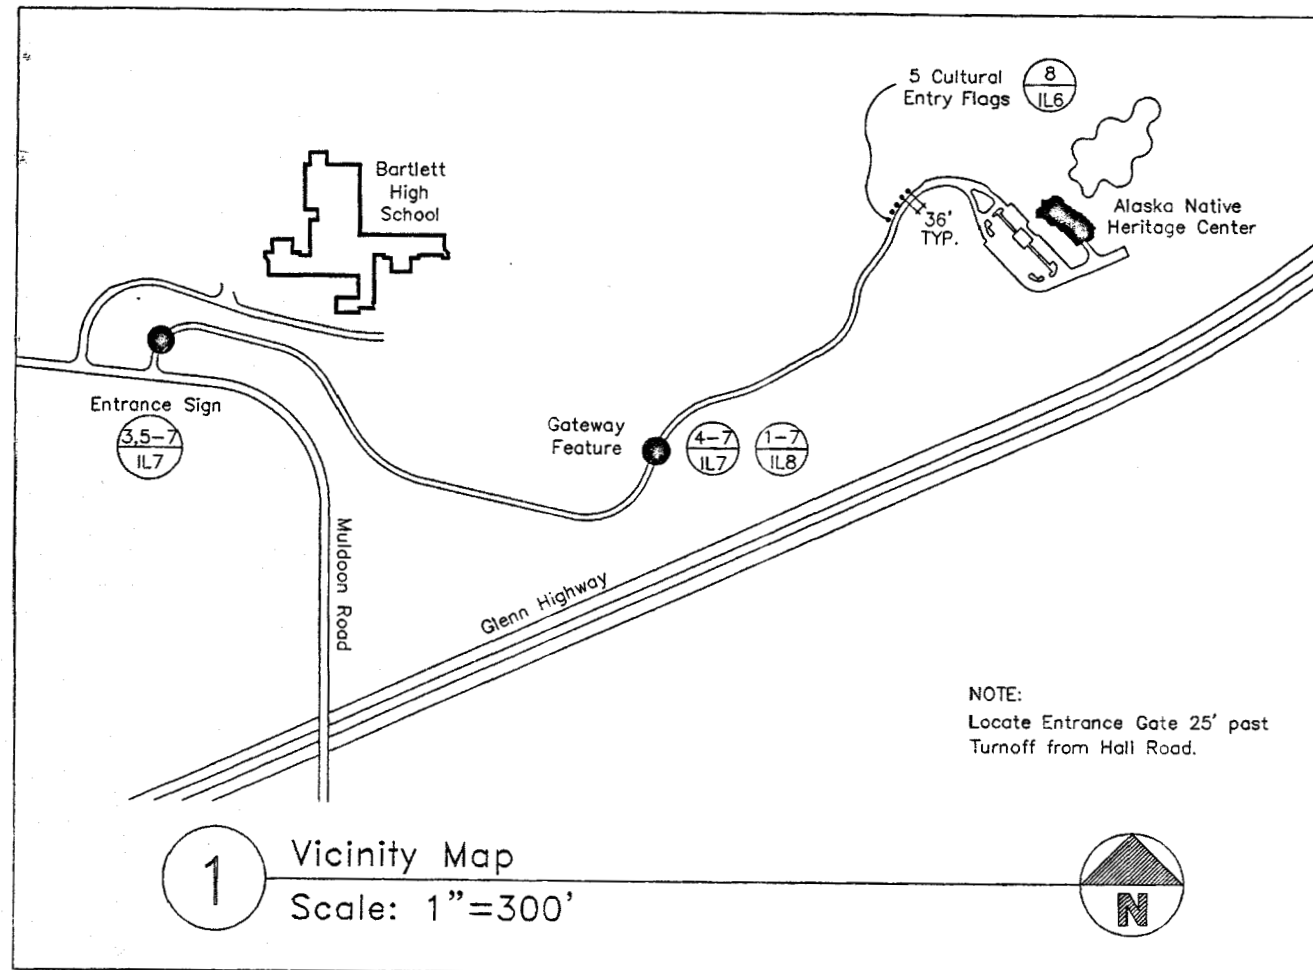 5 Cultural
Entry Flags
8
IL6
Bartlett
High
School
36'
TYP.
Alaska Native
Heritage Center
Entrance Sign
3,5-7
IL7
Gateway
Feature
4-7
IL7
1-7
IL8
Muldoon Road
Glenn Highway
NOTE:
Locate Entrance Gate 25' past
Turnoff from Hall Road.
1
Vicinity Map
Scale: 1"=300'
N